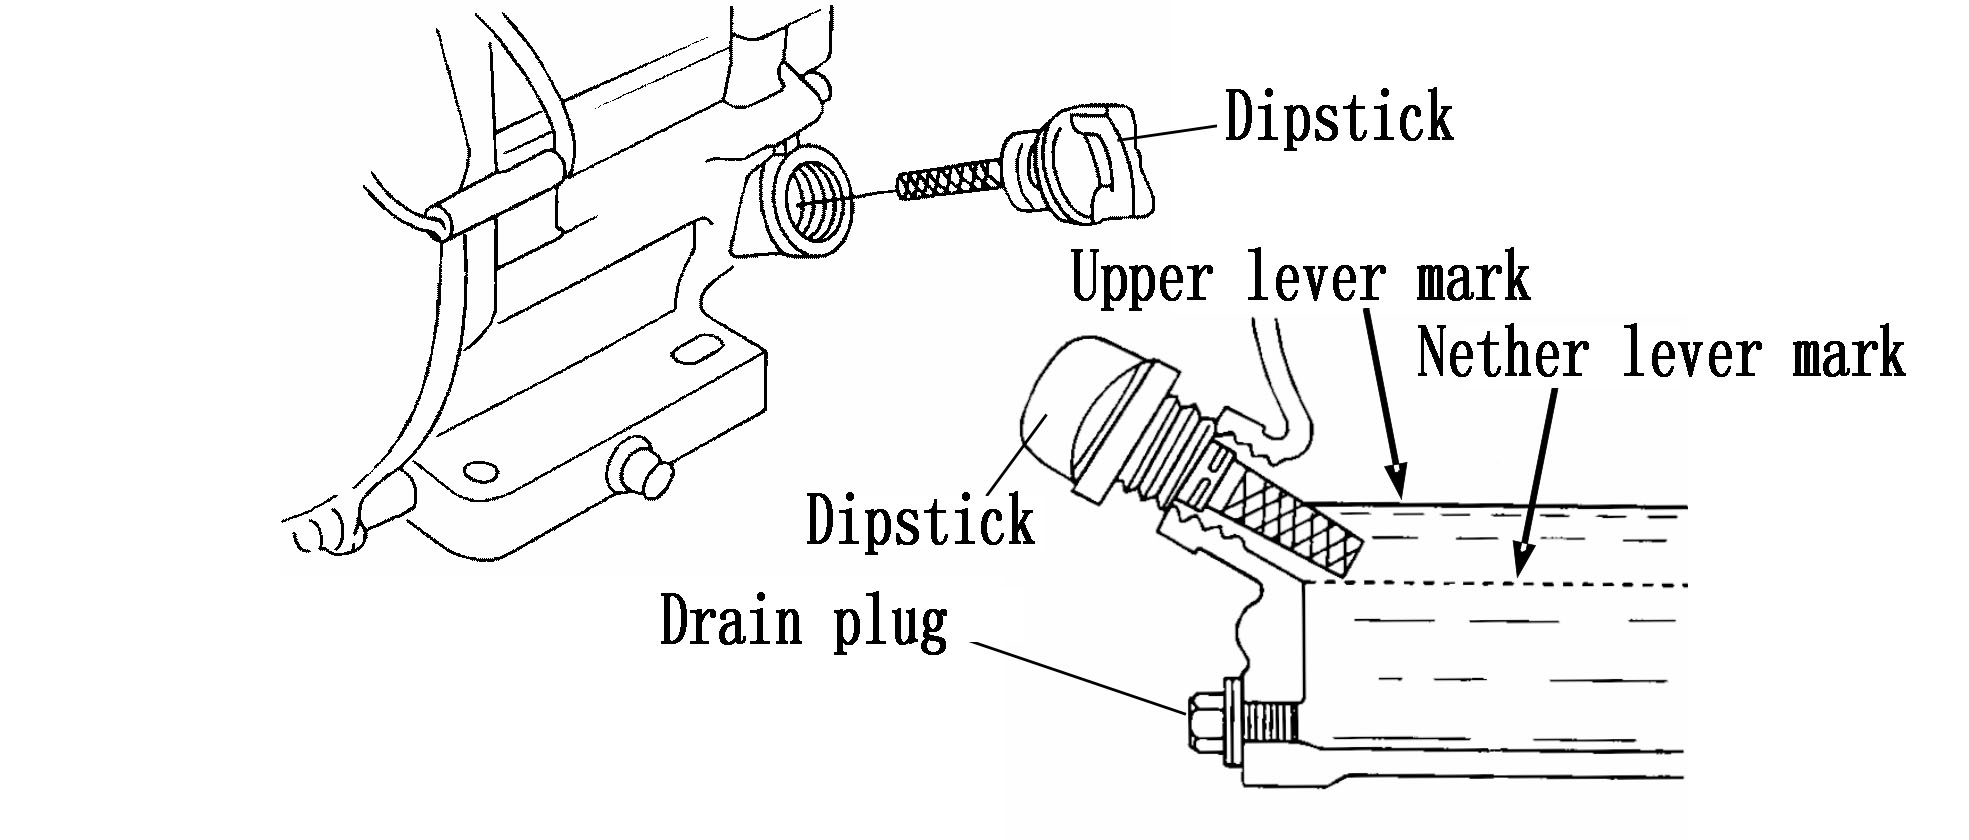 Dipstick
Upper lever mark
Nether lever mark
Dipstick
Drain plug